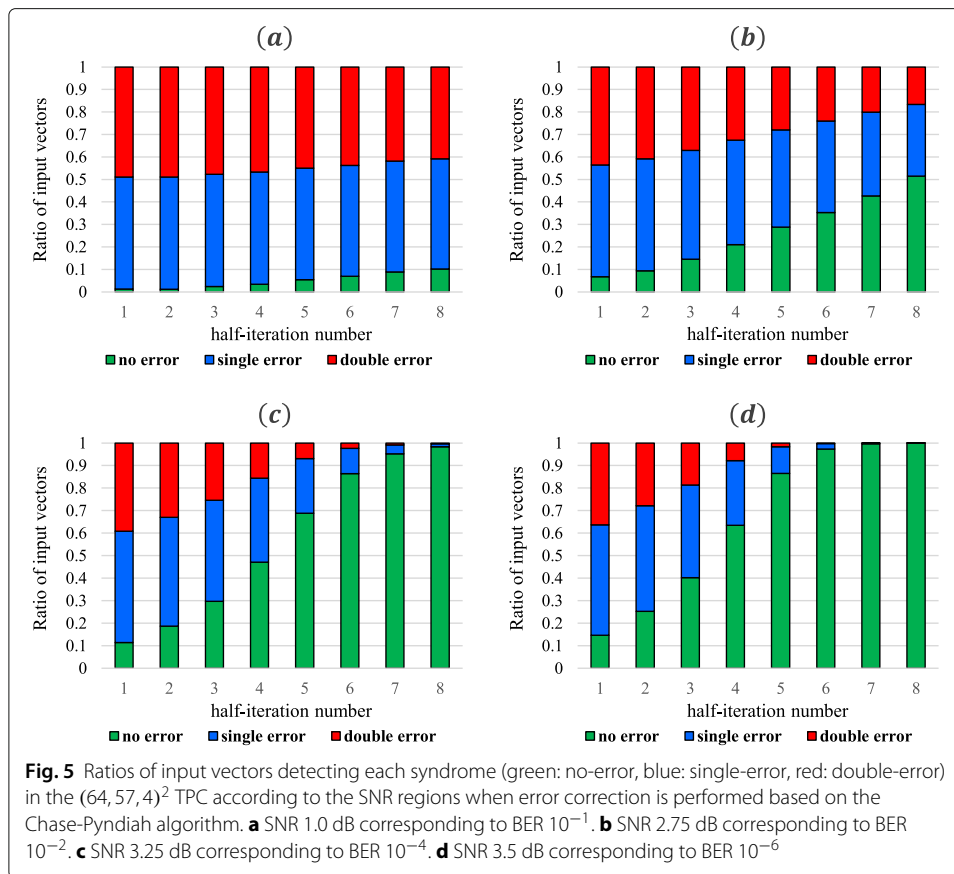 (a)
Ratio of input vectors
1
0.9
0.8
0.7
0.6
0.5
0.4
0.3
0.2
0.1
0
1 2 3 4 5 6 7 8
half-iteration number
no error single error double error
(b)
Ratio of input vectors
1
0.9
0.8
0.7
0.6
0.5
0.4
0.3
0.2
0.1
0
1 2 3 4 5 6 7 8
half-iteration number
no error single error double error
(c)
Ratio of input vectors
1
0.9
0.8
0.7
0.6
0.5
0.4
0.3
0.2
0.1
0
1 2 3 4 5 6 7 8
half-iteration number
no error single error double error
(d)
Ratio of input vectors
1
0.9
0.8
0.7
0.6
0.5
0.4
0.3
0.2
0.1
0
1 2 3 4 5 6 7 8
half-iteration number
no error single error double error
Fig. 5 Ratios of input vectors detecting each syndrome (green: no-error, blue: single-error, red: double-error)
in the (64, 57, 4)² TPC according to the SNR regions when error correction is performed based on the
Chase-Pyndiah algorithm. a SNR 1.0 dB corresponding to BER 10⁻¹. b SNR 2.75 dB corresponding to BER
10⁻². c SNR 3.25 dB corresponding to BER 10⁻⁴. d SNR 3.5 dB corresponding to BER 10⁻⁶